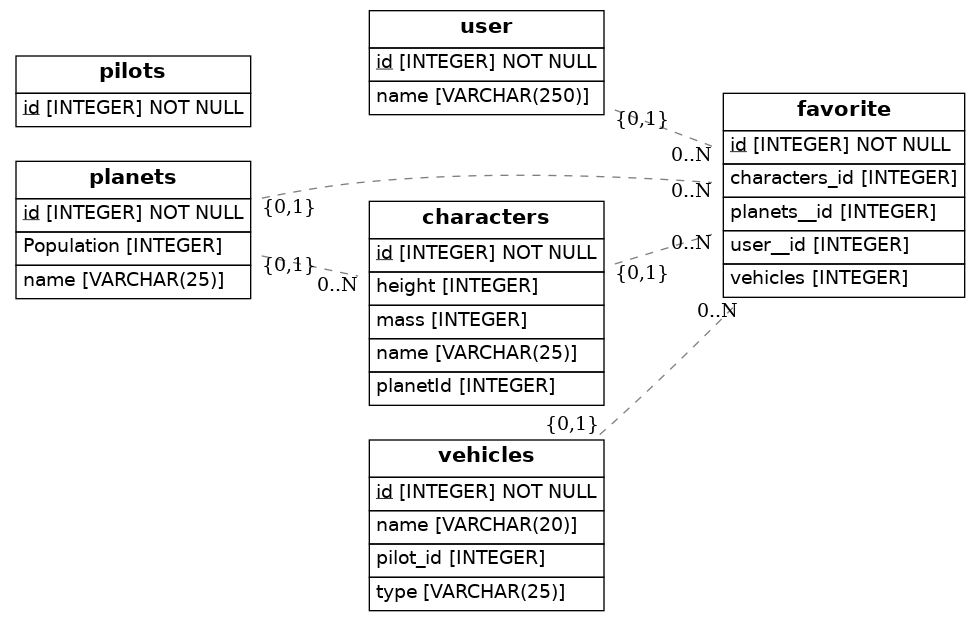 user
id [INTEGER] NOT NULL
name [VARCHAR(250)]
pilots
id [INTEGER] NOT NULL
favorite
id [INTEGER] NOT NULL
characters_id [INTEGER]
planets__id [INTEGER]
user__id [INTEGER]
vehicles [INTEGER]
{0,1}
0..N
planets
id [INTEGER] NOT NULL
Population [INTEGER]
name [VARCHAR(25)]
{0,1}
0..N
{0,1}
0..N
characters
id [INTEGER] NOT NULL
height [INTEGER]
mass [INTEGER]
name [VARCHAR(25)]
planetId [INTEGER]
0..N
{0,1}
0..N
{0,1}
vehicles
id [INTEGER] NOT NULL
name [VARCHAR(20)]
pilot_id [INTEGER]
type [VARCHAR(25)]